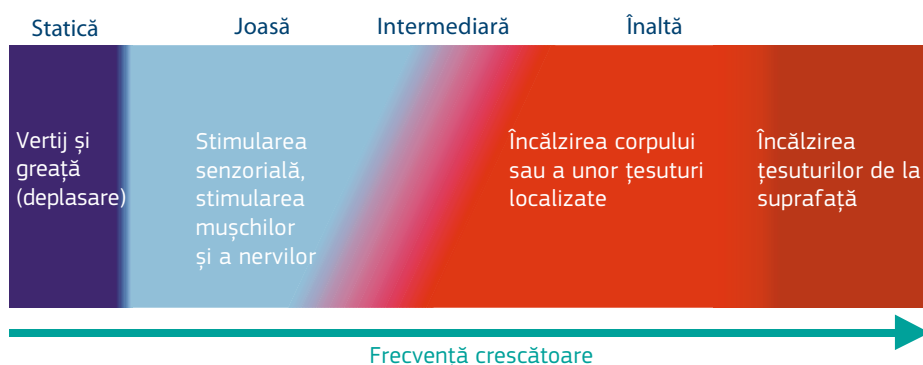 Statică Joasă Intermediară Înaltă
Vertij și
greață
(deplasare)
Stimularea
senzorială,
stimularea
mușchilor
și a nervilor
Încălzirea corpului
sau a unor țesuturi
localizate
Încălzirea
țesuturilor de la
suprafață
Frecvență crescătoare